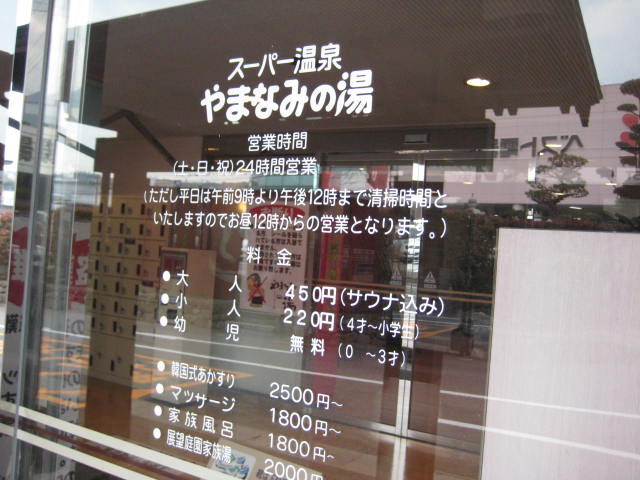 スーパー温泉
やまなみの湯
営業時間
(土・日・祝)24時間営業
(ただし平日は午前9時より午後12時まで清掃時間と
いたしますのでお昼12時からの営業となります。)
料金
●大人 450円(サウナ込み)
●小人 220円(4才～小学生)
●幼児 無料(0 ～3才)
●韓国式あかすり 2500円～
●マッサージ 1800円～
●家族風呂 1800円～
●展望庭園家族湯 2000円～